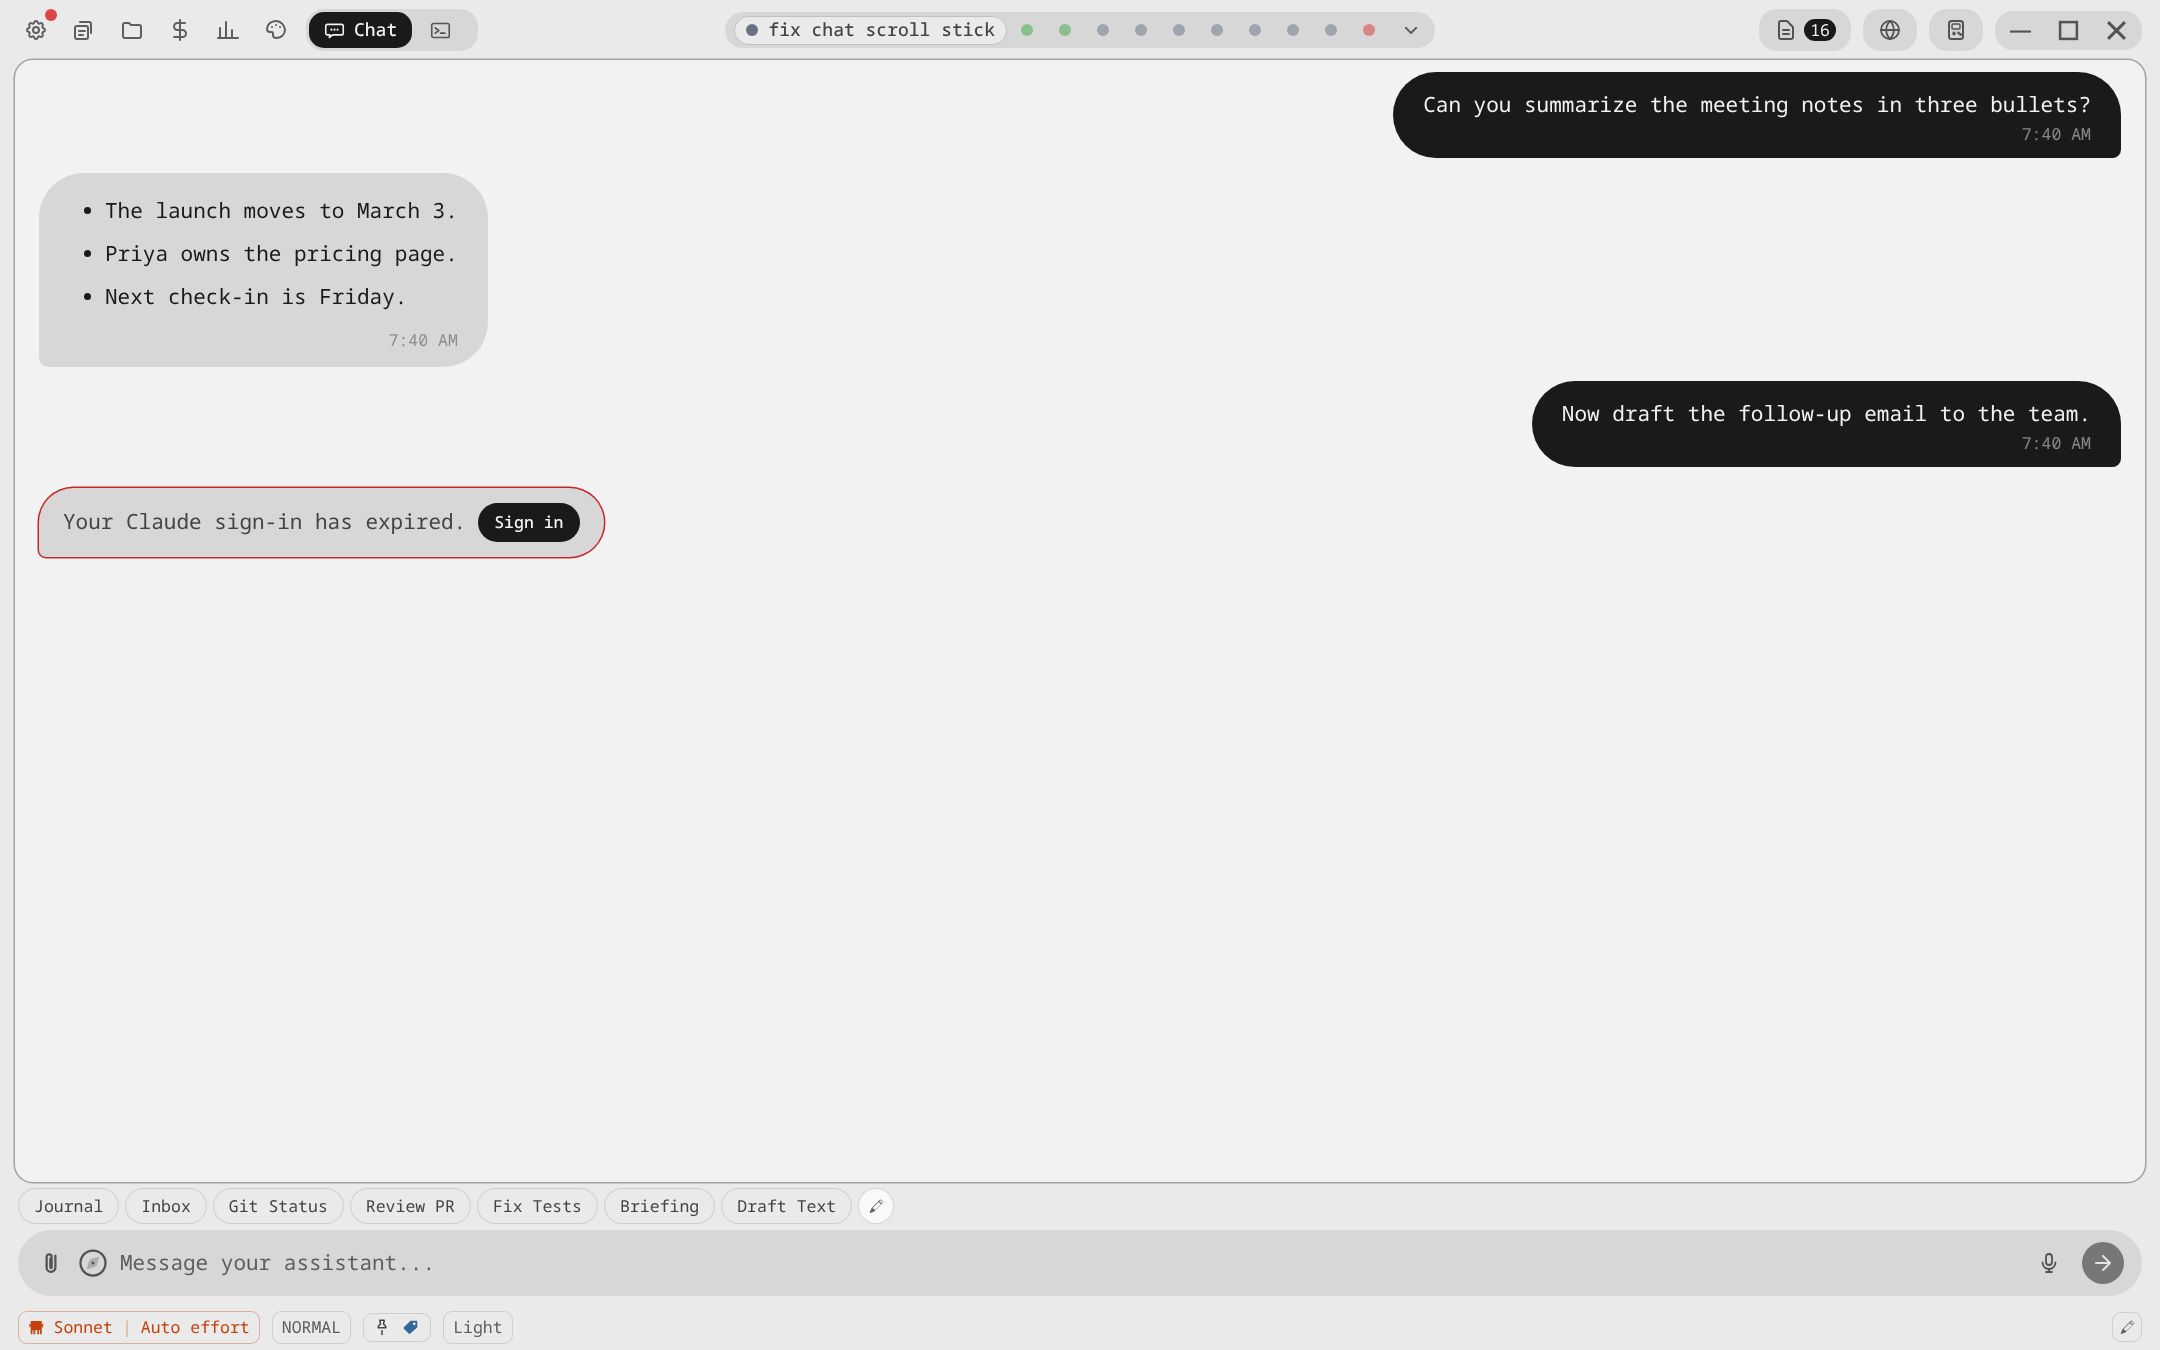 Chat
fix chat scroll stick
16
Can you summarize the meeting notes in three bullets?
7:40 AM
• The launch moves to March 3.
• Priya owns the pricing page.
• Next check-in is Friday.
7:40 AM
Now draft the follow-up email to the team.
7:40 AM
Your Claude sign-in has expired. Sign in
Journal Inbox Git Status Review PR Fix Tests Briefing Draft Text
Message your assistant...
Sonnet | Auto effort NORMAL Light